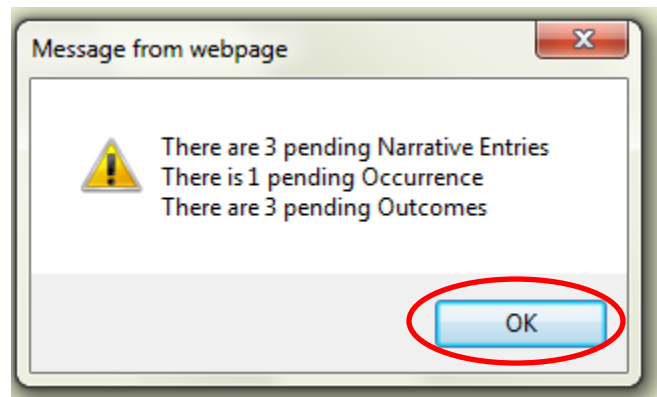 Message from webpage
There are 3 pending Narrative Entries
There is 1 pending Occurrence
There are 3 pending Outcomes
OK